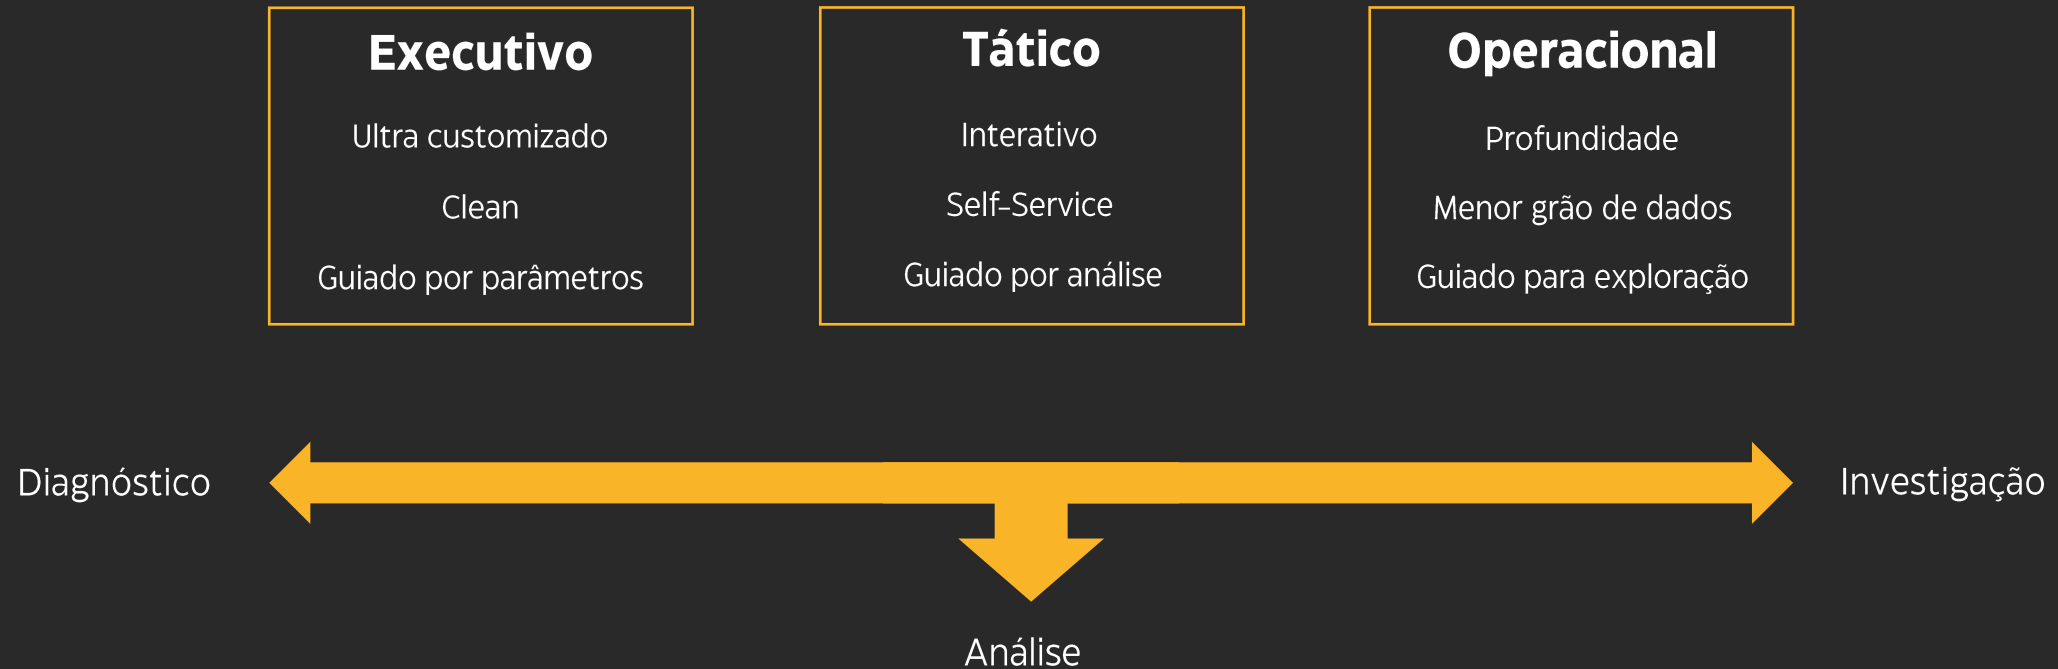 Executivo
Ultra customizado
Clean
Guiado por parâmetros
Tático
Interativo
Self-Service
Guiado por análise
Operacional
Profundidade
Menor grão de dados
Guiado para exploração
Diagnóstico
Investigação
Análise